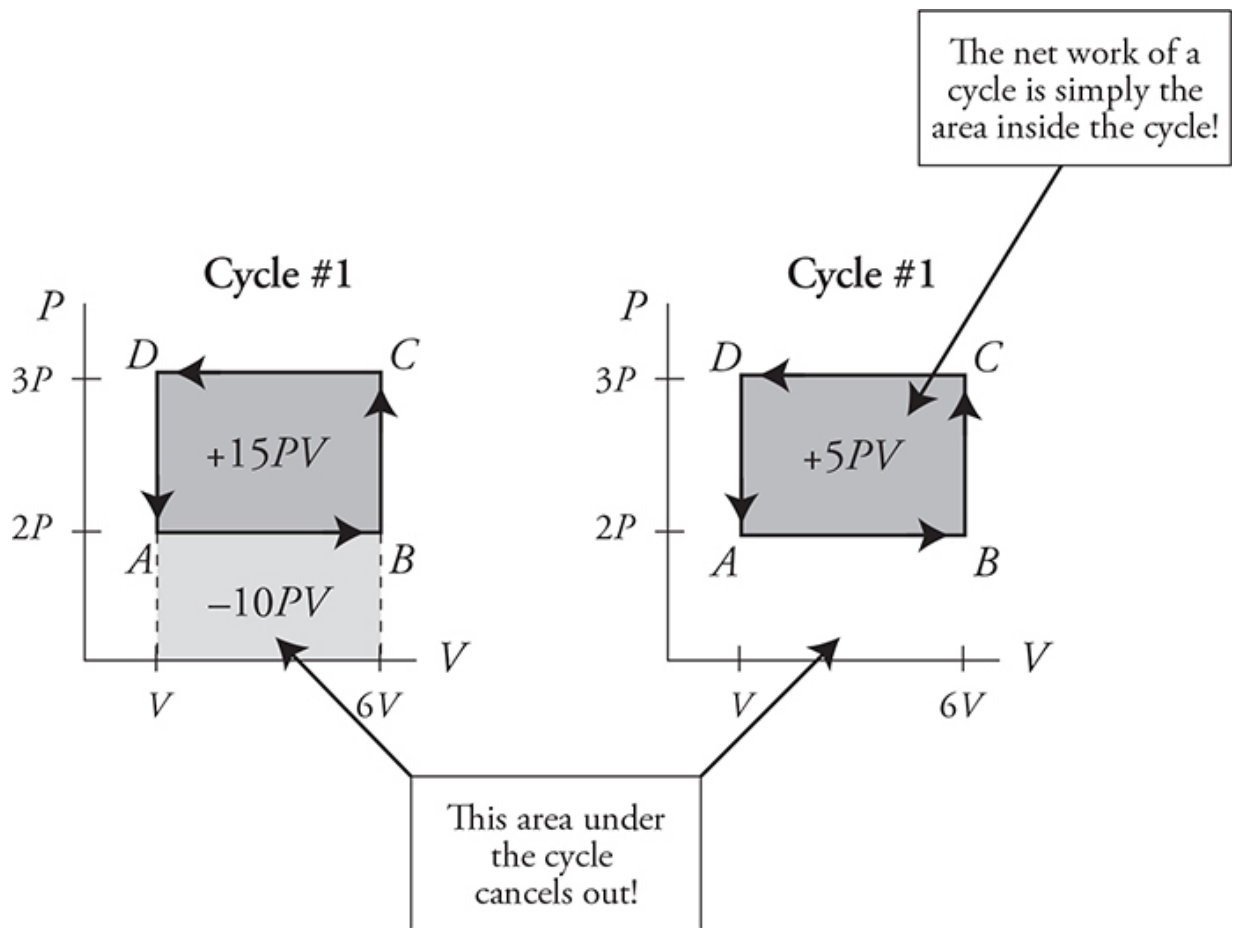 The net work of a
cycle is simply the
area inside the cycle!
Cycle #1
P
D
C
3P
+15PV
2P
A
B
–10PV
V
V
6V
Cycle #1
P
D
C
3P
+5PV
2P
A
B
V
V
6V
This area under
the cycle
cancels out!